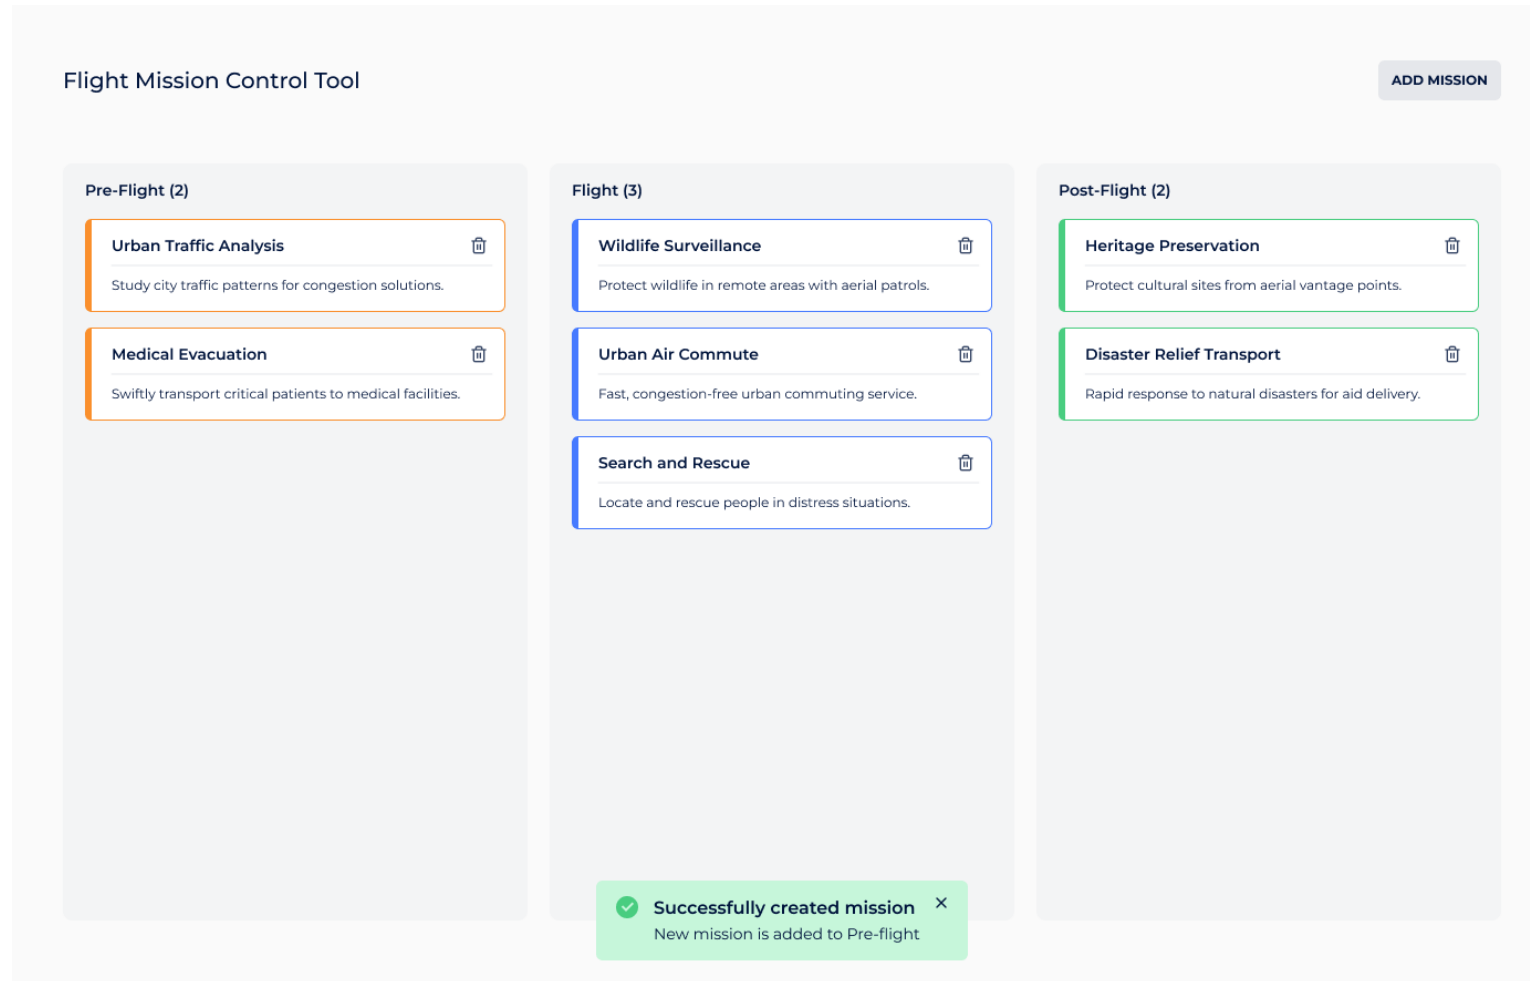 Flight Mission Control Tool
ADD MISSION
Pre-Flight (2)
Urban Traffic Analysis
Study city traffic patterns for congestion solutions.
Medical Evacuation
Swiftly transport critical patients to medical facilities.
Flight (3)
Wildlife Surveillance
Protect wildlife in remote areas with aerial patrols.
Urban Air Commute
Fast, congestion-free urban commuting service.
Search and Rescue
Locate and rescue people in distress situations.
Post-Flight (2)
Heritage Preservation
Protect cultural sites from aerial vantage points.
Disaster Relief Transport
Rapid response to natural disasters for aid delivery.
Successfully created mission
New mission is added to Pre-flight